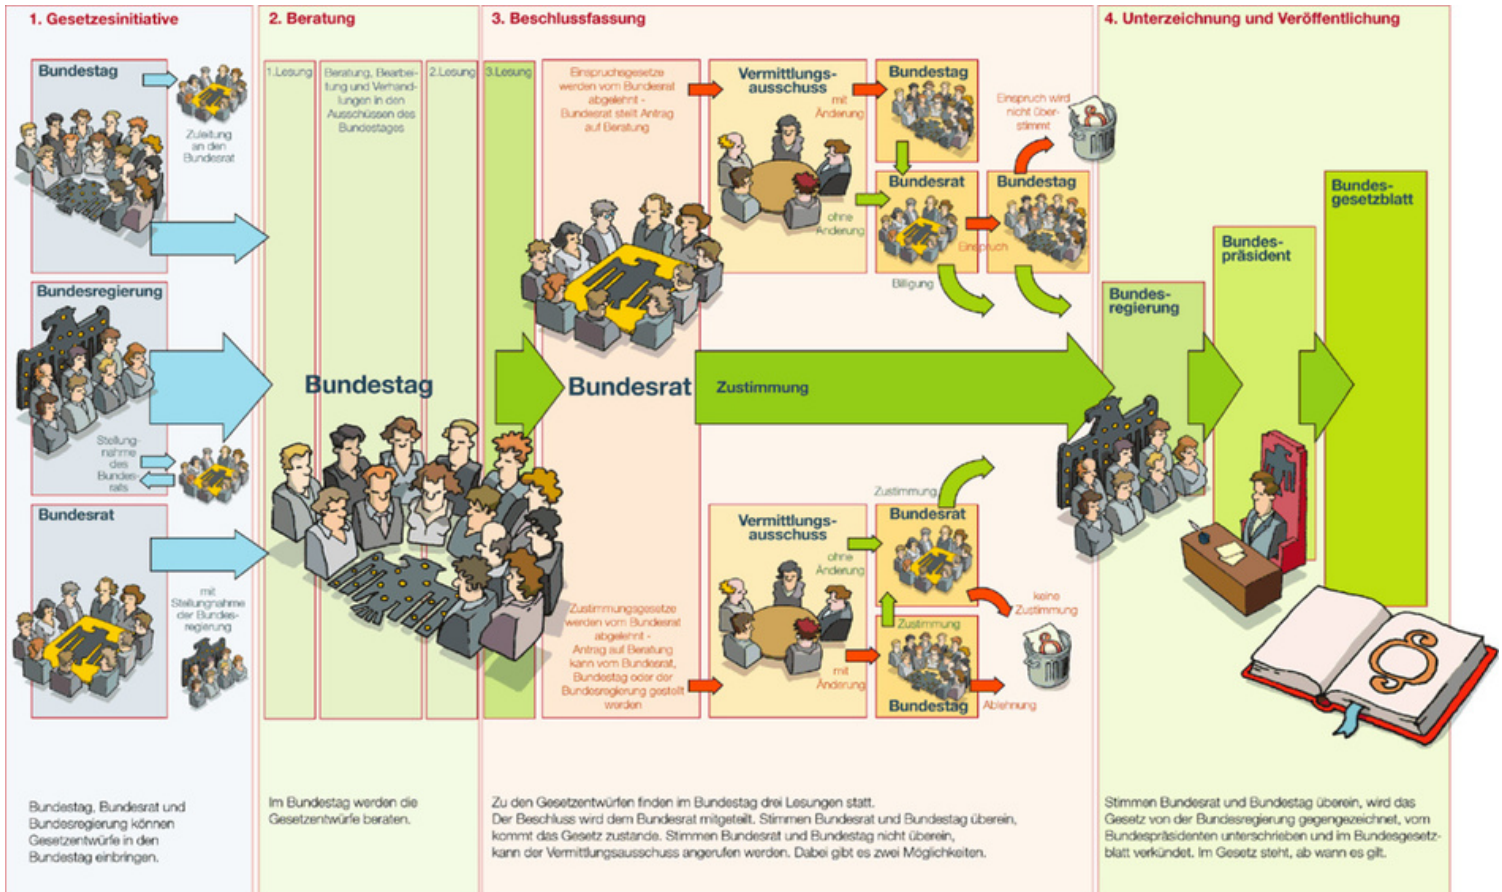 1. Gesetzesinitiative
Bundestag
Zuleitung
an den
Bundesrat
Bundesregierung
Stellung-
nahme
des
Bundes-
rats
Bundesrat
mit
Stellungnahme
der Bundes-
regierung
Bundestag, Bundesrat und
Bundesregierung können
Gesetzentwürfe in den
Bundestag einbringen.
2. Beratung
1.Lesung
Beratung, Bearbei-
tung und Verhand-
lungen in den
Ausschüssen des
Bundestages
2.Lesung
Bundestag
Im Bundestag werden die
Gesetzentwürfe beraten.
3. Beschlussfassung
3.Lesung
Einspruchsgesetze
werden vom Bundesrat
abgelehnt -
Bundesrat stellt Antrag
auf Beratung
Vermittlungs-
ausschuss
mit
Änderung
ohne
Änderung
Bundestag
Bundesrat
Einspruch
Billigung
Bundestag
Einspruch wird
nicht über-
stimmt
Bundesrat
Zustimmung
Zustimmungsgesetze
werden vom Bundesrat
abgelehnt -
Antrag auf Beratung
kann vom Bundesrat,
Bundestag oder der
Bundesregierung gestellt
werden
Vermittlungs-
ausschuss
ohne
Änderung
mit
Änderung
Zustimmung
Bundesrat
keine
Zustimmung
Zustimmung
Bundestag
Ablehnung
Zu den Gesetzentwürfen finden im Bundestag drei Lesungen statt.
Der Beschluss wird dem Bundesrat mitgeteilt. Stimmen Bundesrat und Bundestag überein,
kommt das Gesetz zustande. Stimmen Bundesrat und Bundestag nicht überein,
kann der Vermittlungsausschuss angerufen werden. Dabei gibt es zwei Möglichkeiten.
4. Unterzeichnung und Veröffentlichung
Bundes-
regierung
Bundes-
präsident
Bundes-
gesetzblatt
Stimmen Bundesrat und Bundestag überein, wird das
Gesetz von der Bundesregierung gegengezeichnet, vom
Bundespräsidenten unterschrieben und im Bundesgesetz-
blatt verkündet. Im Gesetz steht, ab wann es gilt.